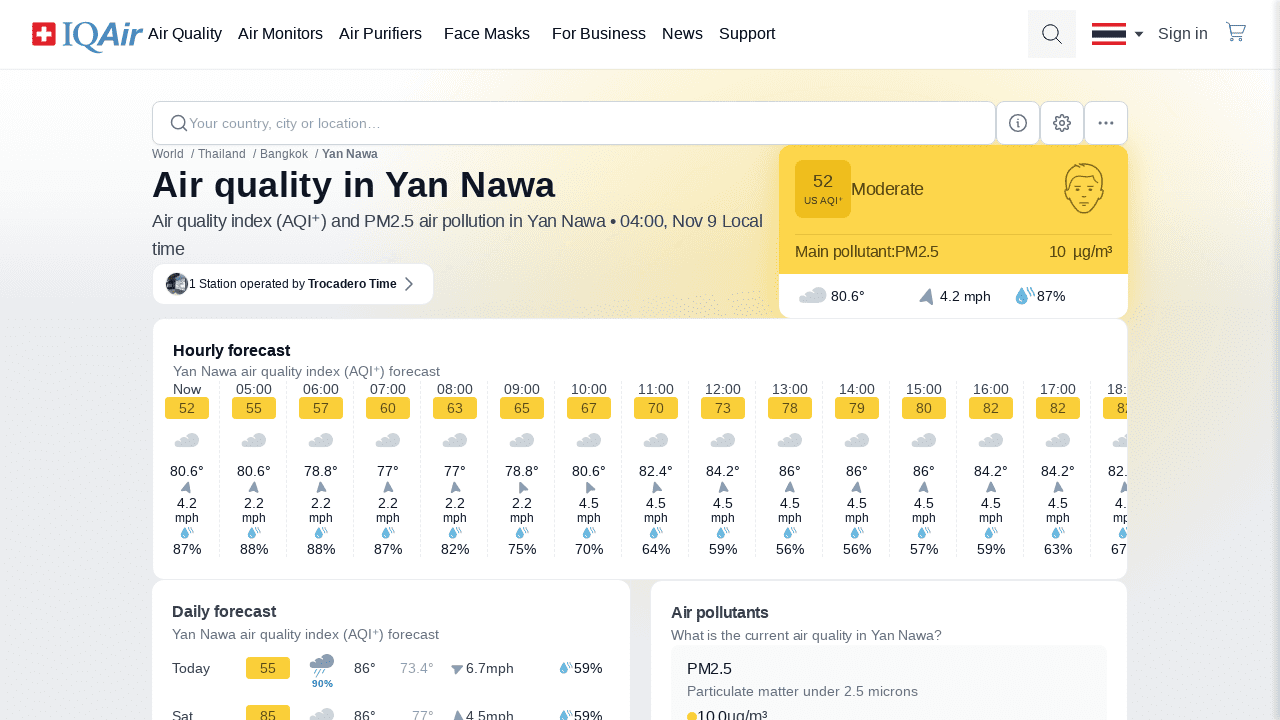 IQAir Air Quality Air Monitors Air Purifiers Face Masks For Business News Support Sign in
Your country, city or location…
World / Thailand / Bangkok / Yan Nawa
Air quality in Yan Nawa
Air quality index (AQI⁺) and PM2.5 air pollution in Yan Nawa • 04:00, Nov 9 Local
time
1 Station operated by Trocadero Time
52
US AQI⁺
Moderate
Main pollutant:PM2.5 10 µg/m³
80.6° 4.2 mph 87%
Hourly forecast
Yan Nawa air quality index (AQI⁺) forecast
Now 05:00 06:00 07:00 08:00 09:00 10:00 11:00 12:00 13:00 14:00 15:00 16:00 17:00 18:
52 55 57 60 63 65 67 70 73 78 79 80 82 82 82
80.6° 80.6° 78.8° 77° 77° 78.8° 80.6° 82.4° 84.2° 86° 86° 86° 84.2° 84.2° 82.
4.2 2.2 2.2 2.2 2.2 2.2 4.5 4.5 4.5 4.5 4.5 4.5 4.5 4.5 4.
mph mph mph mph mph mph mph mph mph mph mph mph mph mph mph
87% 88% 88% 87% 82% 75% 70% 64% 59% 56% 56% 57% 59% 63% 67
Daily forecast
Yan Nawa air quality index (AQI⁺) forecast
Today 55 90% 86° 73.4° 6.7mph 59%
Sat 85 86° 77° 4.5mph 59%
Air pollutants
What is the current air quality in Yan Nawa?
PM2.5
Particulate matter under 2.5 microns
10.0µg/m³